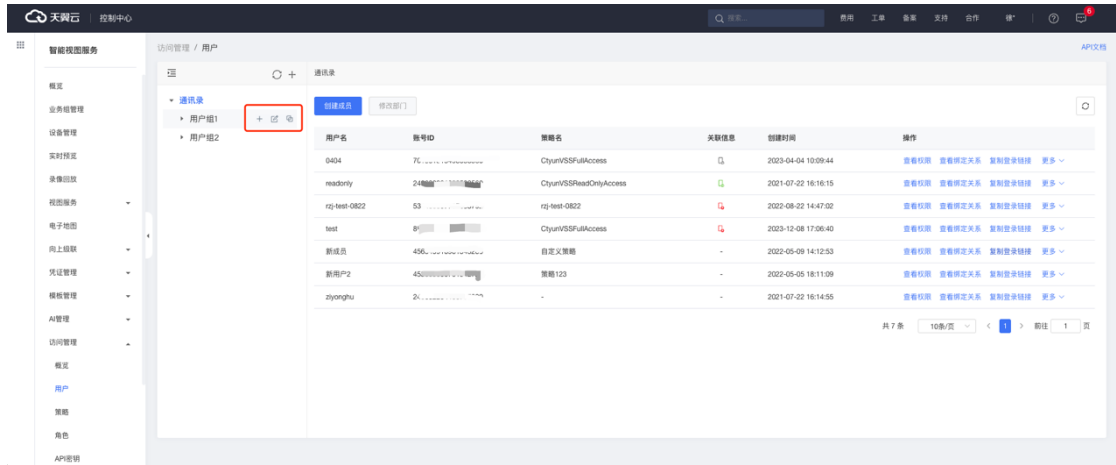 天翼云 控制中心 搜索... 费用 工单 备案 支持 合作 6
智能视图服务 访问管理 / 用户 API文档
概览
业务组管理
设备管理
实时预览
录像回放
视图服务
电子地图
向上级联
凭证管理
模板管理
AI管理
访问管理
概览
用户
策略
角色
API密钥
通讯录
用户组1
用户组2
通讯录
创建成员 修改部门
用户名 账号ID 策略名 关联信息 创建时间 操作
0404 CtyunVSSFullAccess 2023-04-04 10:09:44 查看权限 查看绑定关系 复制登录链接 更多
readonly CtyunVSSReadOnlyAccess 2021-07-22 16:16:15 查看权限 查看绑定关系 复制登录链接 更多
rzj-test-0822 53 rzj-test-0822 2022-08-22 14:47:02 查看权限 查看绑定关系 复制登录链接 更多
test CtyunVSSFullAccess 2023-12-08 17:06:40 查看权限 查看绑定关系 复制登录链接 更多
新成员 自定义策略 - 2022-05-09 14:12:53 查看权限 查看绑定关系 复制登录链接 更多
新用户2 策略123 - 2022-05-05 18:11:09 查看权限 查看绑定关系 复制登录链接 更多
ziyonghu - - 2021-07-22 16:14:55 查看权限 查看绑定关系 复制登录链接 更多
共 7 条 10条/页 < 1 > 前往 1 页